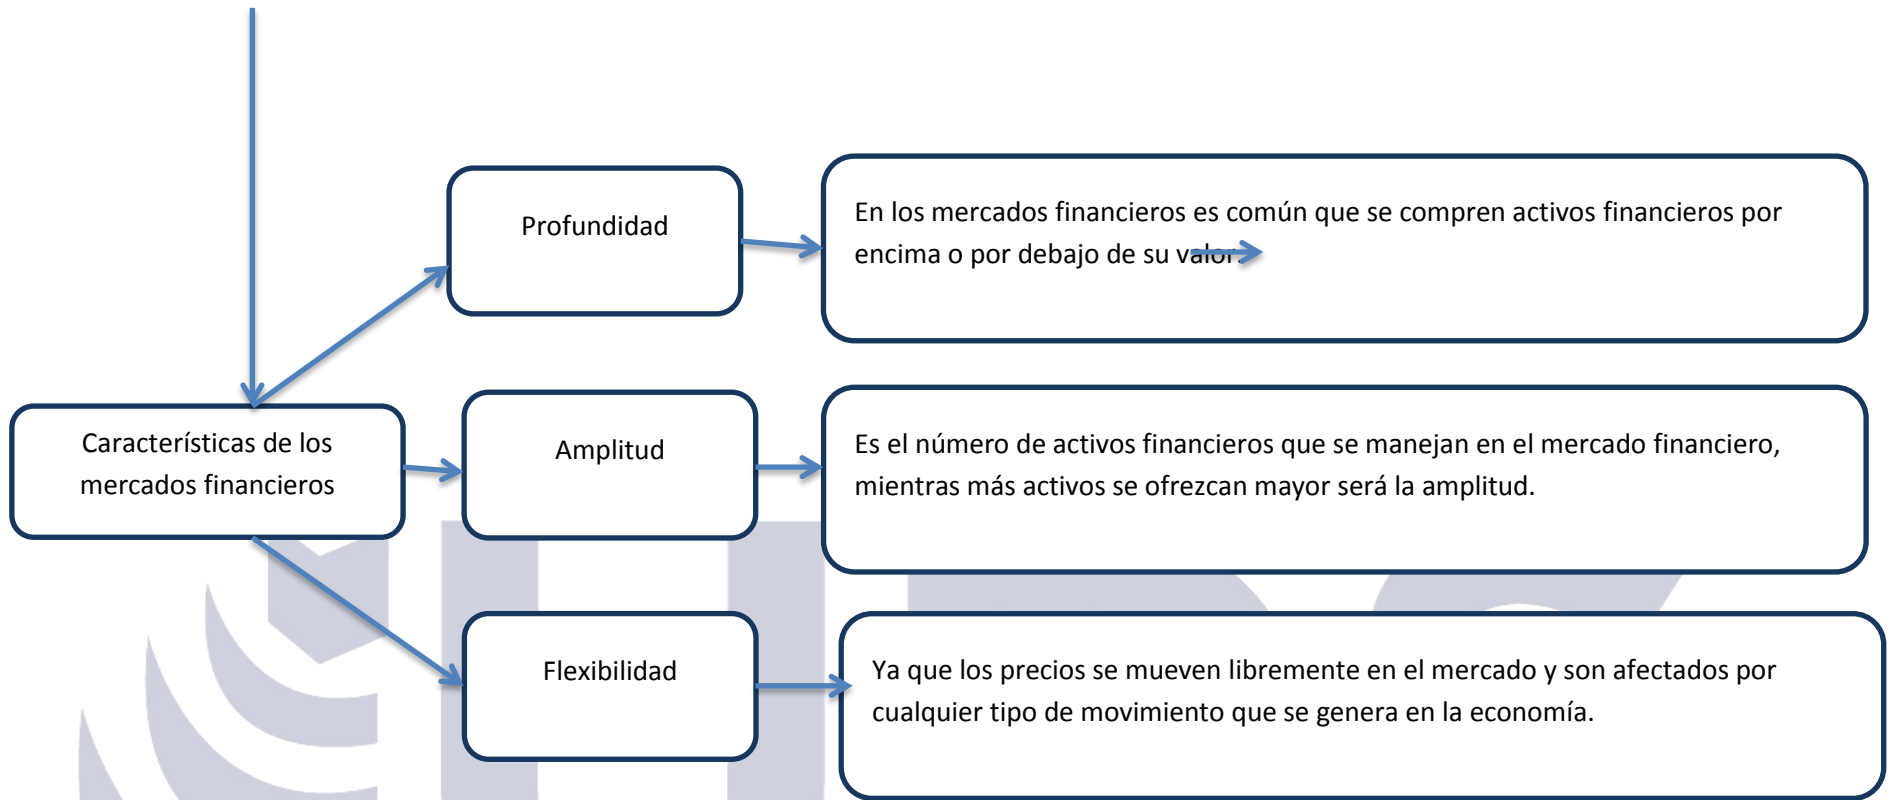 Profundidad
En los mercados financieros es común que se compren activos financieros por
encima o por debajo de su valor.
Características de los
mercados financieros
Amplitud
Es el número de activos financieros que se manejan en el mercado financiero,
mientras más activos se ofrezcan mayor será la amplitud.
Flexibilidad
Ya que los precios se mueven libremente en el mercado y son afectados por
cualquier tipo de movimiento que se genera en la economía.